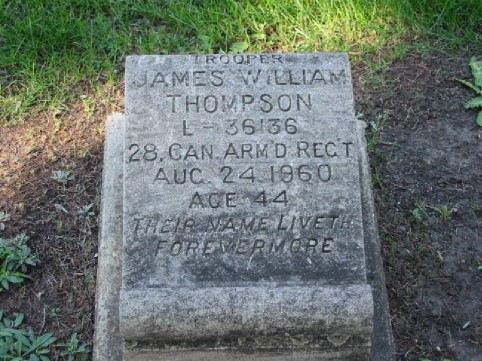 TROOPER
JAMES WILLIAM
THOMPSON
L - 36136
28, CAN. ARM'D REG'T
AUG. 24, 1960
AGE 44
THEIR NAME LIVETH
FOREVERMORE